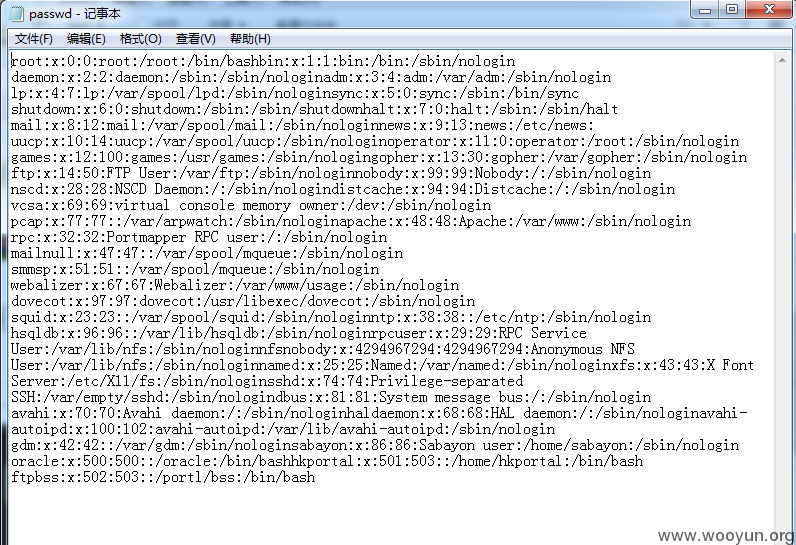 passwd - 记事本
文件(F) 编辑(E) 格式(O) 查看(V) 帮助(H)
root:x:0:0:root:/root:/bin/bashbin:x:1:1:bin:/bin:/sbin/nologin
daemon:x:2:2:daemon:/sbin:/sbin/nologinadm:x:3:4:adm:/var/adm:/sbin/nologin
lp:x:4:7:lp:/var/spool/lpd:/sbin/nologinsync:x:5:0:sync:/sbin:/bin/sync
shutdown:x:6:0:shutdown:/sbin:/sbin/shutdownhalt:x:7:0:halt:/sbin:/sbin/halt
mail:x:8:12:mail:/var/spool/mail:/sbin/nologinnews:x:9:13:news:/etc/news:
uucp:x:10:14:uucp:/var/spool/uucp:/sbin/nologinoperator:x:11:0:operator:/root:/sbin/nologin
games:x:12:100:games:/usr/games:/sbin/nologingopher:x:13:30:gopher:/var/gopher:/sbin/nologin
ftp:x:14:50:FTP User:/var/ftp:/sbin/nologinnobody:x:99:99:Nobody:/:/sbin/nologin
nscd:x:28:28:NSCD Daemon:/:/sbin/nologindistcache:x:94:94:Distcache:/:/sbin/nologin
vcsa:x:69:69:virtual console memory owner:/dev:/sbin/nologin
pcap:x:77:77::/var/arpwatch:/sbin/nologinapache:x:48:48:Apache:/var/www:/sbin/nologin
rpc:x:32:32:Portmapper RPC user:/:/sbin/nologin
mailnull:x:47:47::/var/spool/mqueue:/sbin/nologin
smmsp:x:51:51::/var/spool/mqueue:/sbin/nologin
webalizer:x:67:67:Webalizer:/var/www/usage:/sbin/nologin
dovecot:x:97:97:dovecot:/usr/libexec/dovecot:/sbin/nologin
squid:x:23:23::/var/spool/squid:/sbin/nologinntp:x:38:38::/etc/ntp:/sbin/nologin
hsqldb:x:96:96::/var/lib/hsqldb:/sbin/nologinrpcuser:x:29:29:RPC Service
User:/var/lib/nfs:/sbin/nologinnfsnobody:x:4294967294:4294967294:Anonymous NFS
User:/var/lib/nfs:/sbin/nologinnamed:x:25:25:Named:/var/named:/sbin/nologinxfs:x:43:43:X Font
Server:/etc/X11/fs:/sbin/nologinsshd:x:74:74:Privilege-separated
SSH:/var/empty/sshd:/sbin/nologindbus:x:81:81:System message bus:/:/sbin/nologin
avahi:x:70:70:Avahi daemon:/:/sbin/nologinhaldaemon:x:68:68:HAL daemon:/:/sbin/nologinavahi-
autoipd:x:100:102:avahi-autoipd:/var/lib/avahi-autoipd:/sbin/nologin
gdm:x:42:42::/var/gdm:/sbin/nologinsabayon:x:86:86:Sabayon user:/home/sabayon:/sbin/nologin
oracle:x:500:500::/oracle:/bin/bashhkportal:x:501:503::/home/hkportal:/bin/bash
ftpbss:x:502:503::/portl/bss:/bin/bash
www.wooyun.org